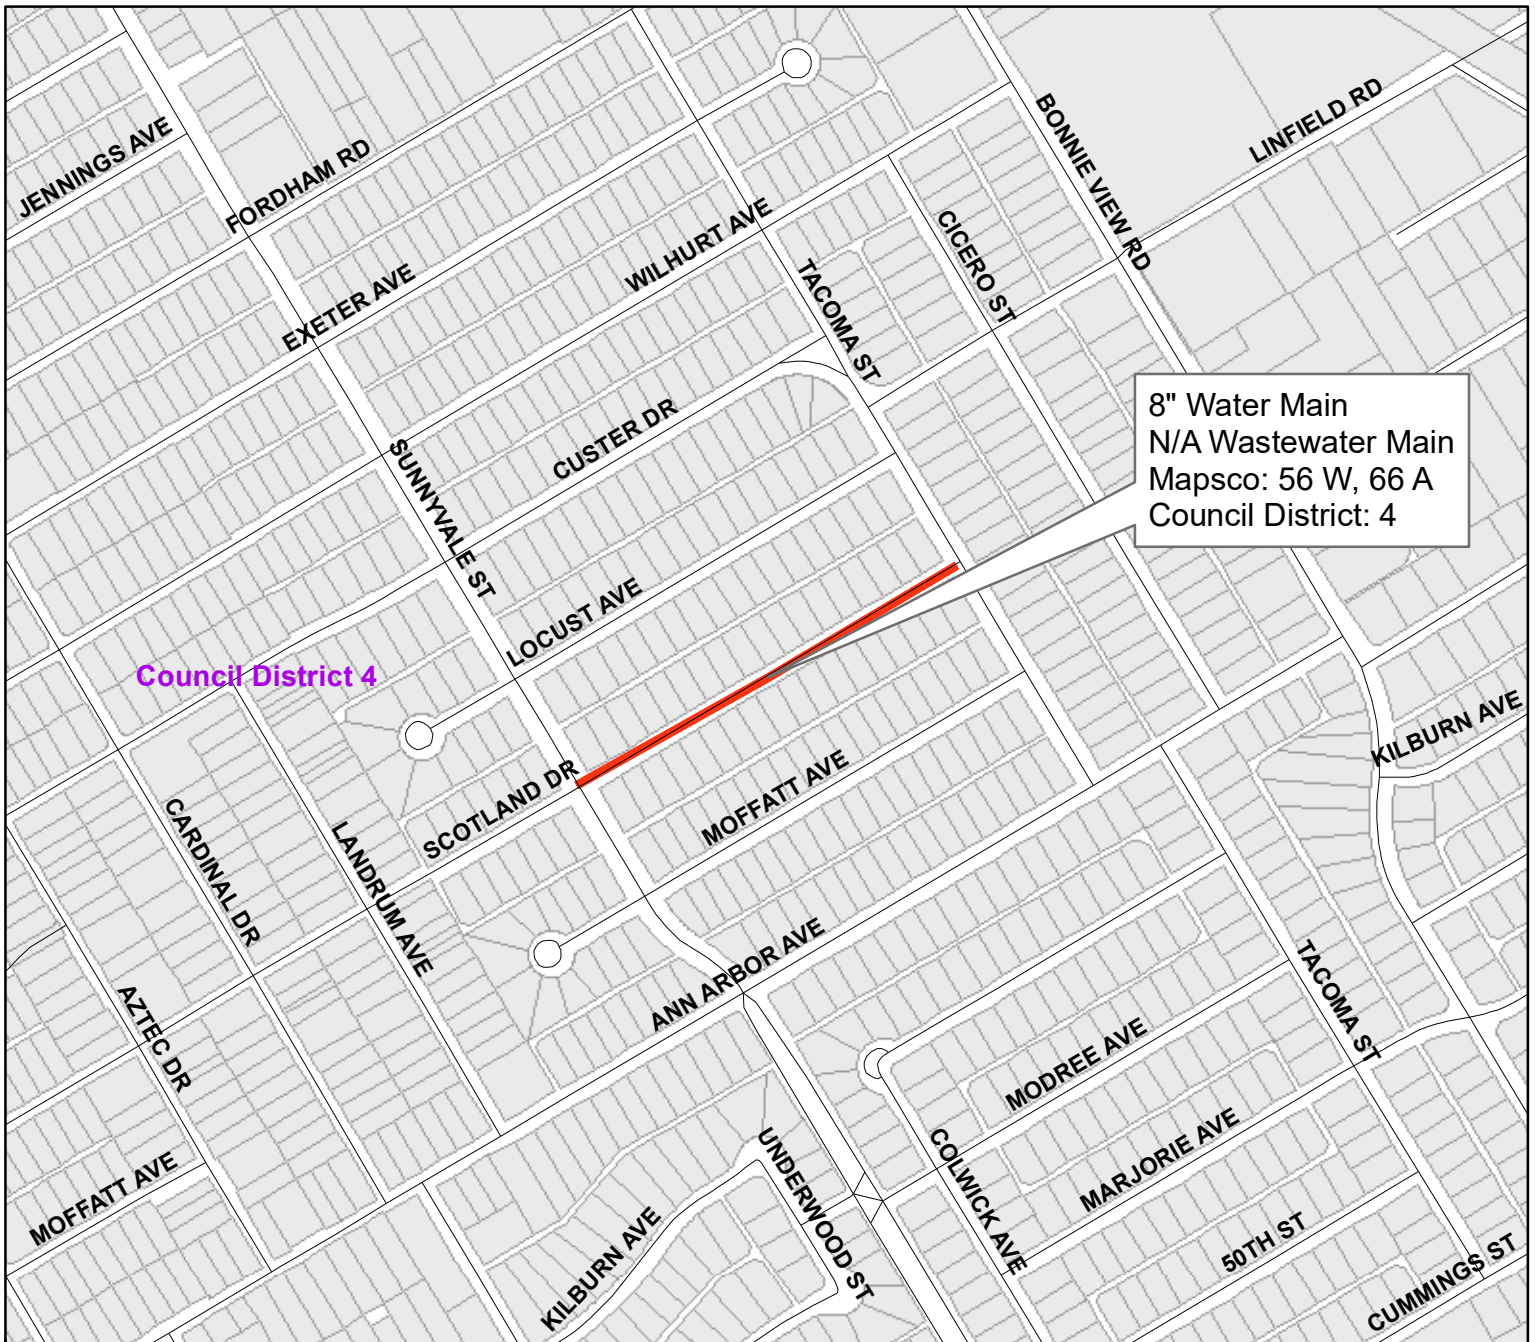 JENNINGS AVE
FORDHAM RD
EXETER AVE
WILHURT AVE
BONNIE VIEW RD
LINFIELD RD
CICERO ST
TACOMA ST
CUSTER DR
SUNNYVALE ST
8" Water Main
N/A Wastewater Main
Mapsco: 56 W, 66 A
Council District: 4
LOCUST AVE
Council District 4
SCOTLAND DR
MOFFATT AVE
KILBURN AVE
CARDINAL DR
LANDRUM AVE
ANN ARBOR AVE
AZTEC DR
TACOMA ST
MODREE AVE
MARJORIE AVE
MOFFATT AVE
KILBURN AVE
UNDERWOOD ST
COLWICK AVE
50TH ST
CUMMINGS ST